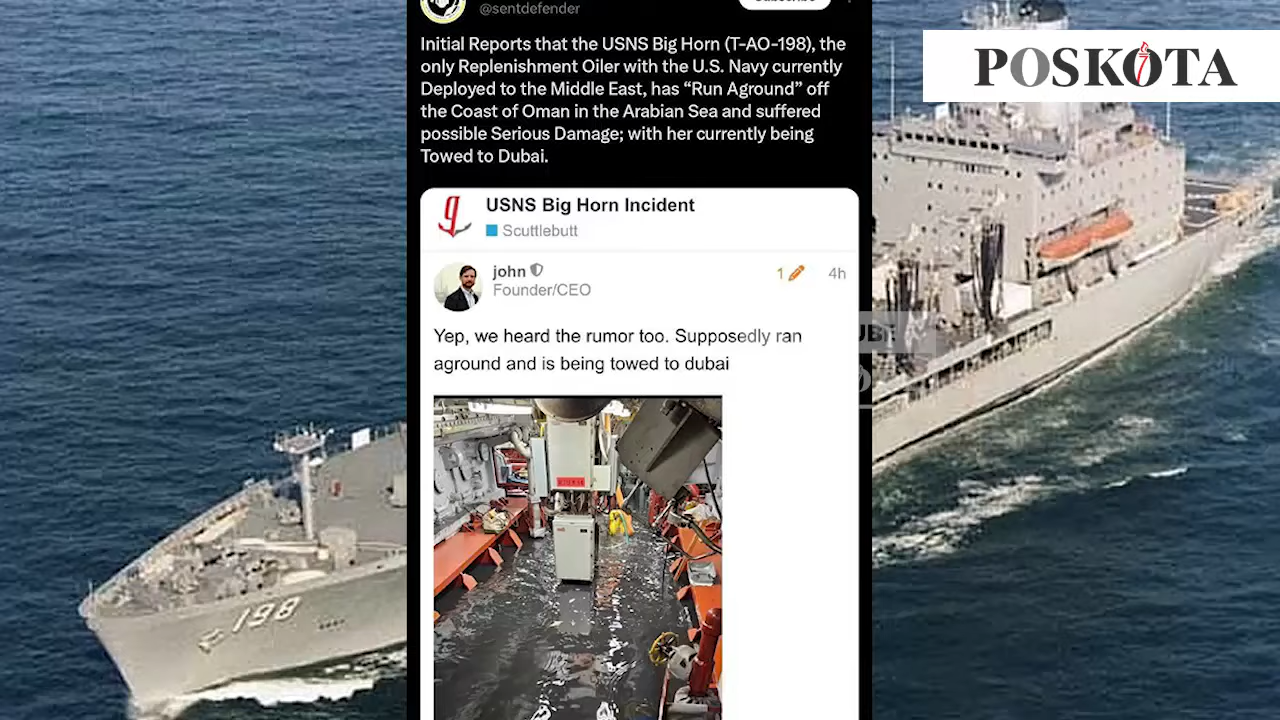 @sentdefender
POSKOTA
Initial Reports that the USNS Big Horn (T-AO-198), the
only Replenishment Oiler with the U.S. Navy currently
Deployed to the Middle East, has “Run Aground” off
the Coast of Oman in the Arabian Sea and suffered
possible Serious Damage; with her currently being
Towed to Dubai.
USNS Big Horn Incident
Scuttlebutt
john
1
4h
Founder/CEO
Yep, we heard the rumor too. Supposedly ran
aground and is being towed to dubai
198